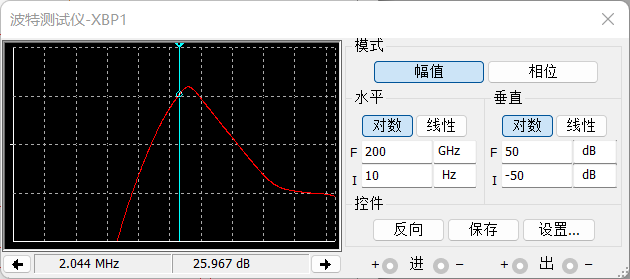 波特测试仪-XBP1
模式
幅值 相位
水平 垂直
对数 线性 对数 线性
F 200 GHz F 50 dB
I 10 Hz I -50 dB
控件
反向 保存 设置...
2.044 MHz 25.967 dB
+ 进 − + 出 −